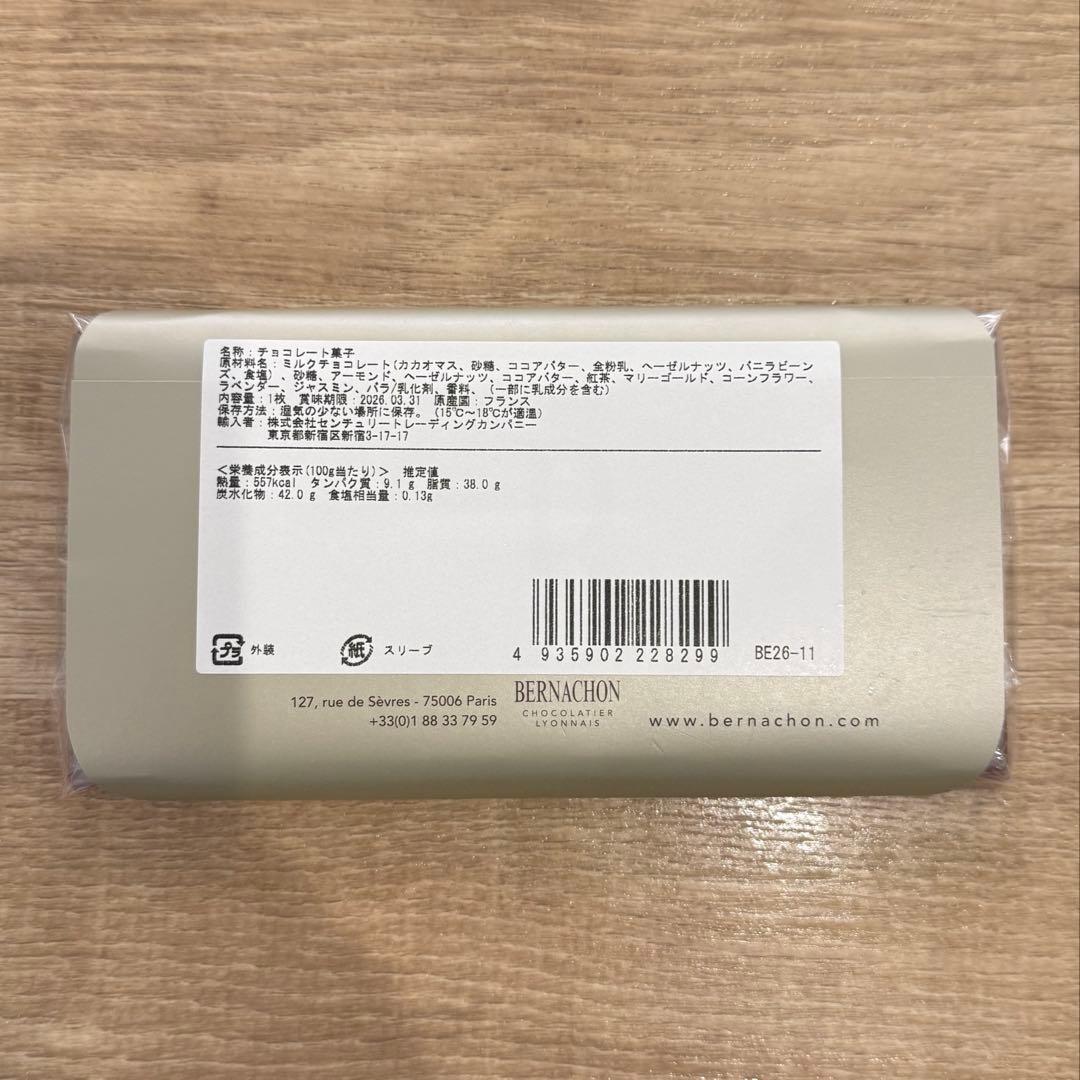 名称：チョコレート菓子
原材料名：ミルクチョコレート(カカオマス、砂糖、ココアバター、全粉乳、ヘーゼルナッツ、バニラビーン
ズ、食塩）、砂糖、アーモンド、ヘーゼルナッツ、ココアバター、紅茶、マリーゴールド、コーンフラワー、
ラベンダー、ジャスミン、バラ/乳化剤、香料、（一部に乳成分を含む）
内容量：1枚　賞味期限：2026.03.31　原産国：フランス
保存方法：湿気の少ない場所に保存。（15℃～18℃が適温）
輸入者：株式会社センチュリートレーディングカンパニー
東京都新宿区新宿3-17-17
＜栄養成分表示(100g当たり)＞　推定値
熱量：557kcal　タンパク質：9.1 g　脂質：38.0 g
炭水化物：42.0 g　食塩相当量：0.13g
プラ 外装 紙 スリーブ
4 935902 228299 BE26-11
127, rue de Sèvres - 75006 Paris
+33(0)1 88 33 79 59
BERNACHON
CHOCOLATIER
LYONNAIS
www.bernachon.com